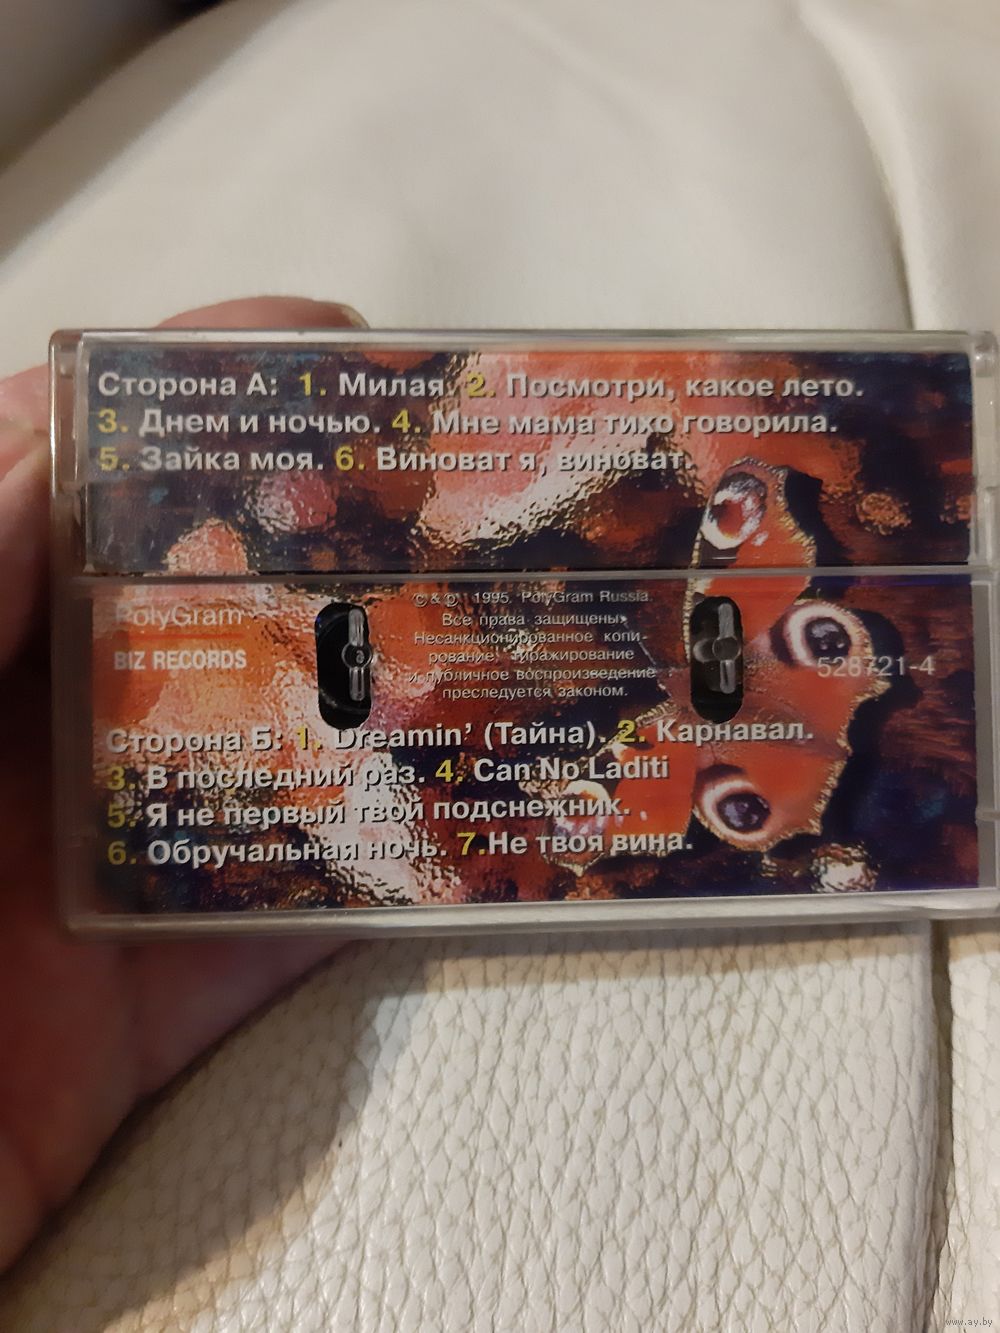 Сторона А: 1. Милая. 2. Посмотри, какое лето.
3. Днем и ночью. 4. Мне мама тихо говорила.
5. Зайка моя. 6. Виноват я, виноват.
PolyGram
BIZ RECORDS
© & ℗ 1995. PolyGram Russia.
Все права защищены.
Несанкционированное копи-
рование, тиражирование
и публичное воспроизведение
преследуется законом.
528721-4
Сторона Б: 1. Dreamin' (Тайна). 2. Карнавал.
3. В последний раз. 4. Can No Laditi
5. Я не первый твой подснежник.
6. Обручальная ночь. 7.Не твоя вина.
www.ay.by